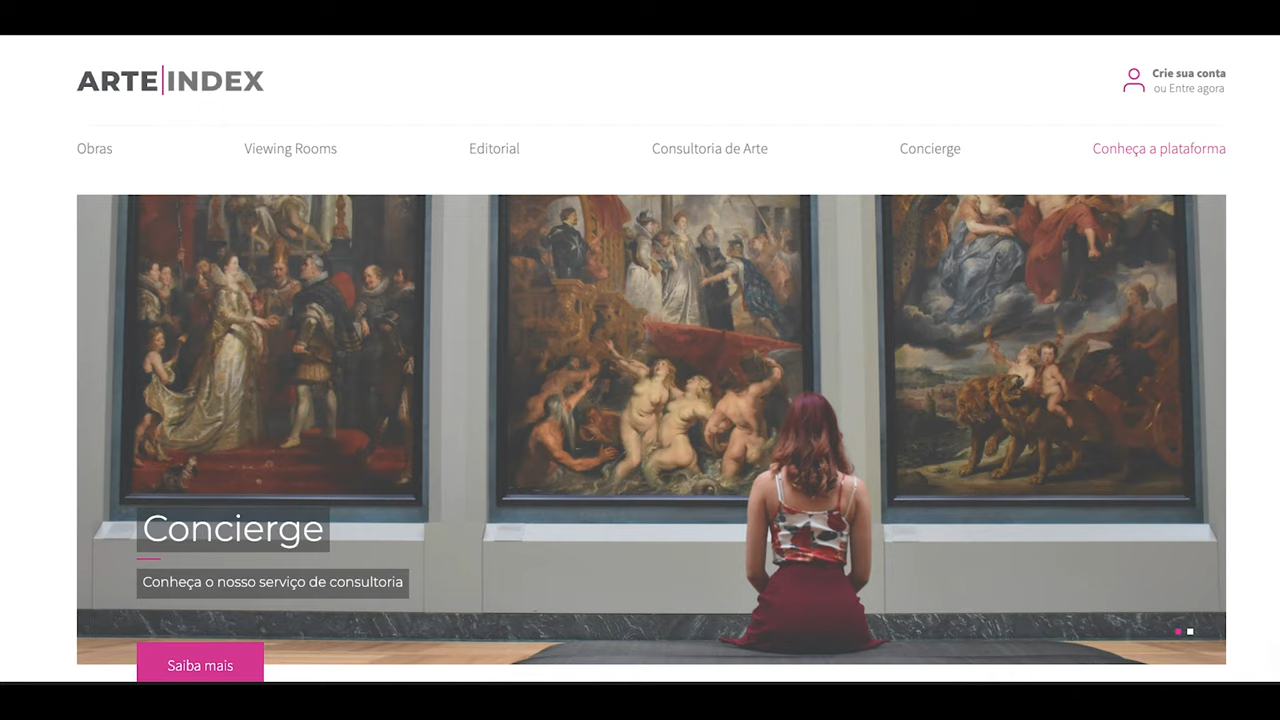 ARTE|INDEX
Crie sua conta
ou Entre agora
Obras
Viewing Rooms
Editorial
Consultoria de Arte
Concierge
Conheça a plataforma
Concierge
Conheça o nosso serviço de consultoria
Saiba mais